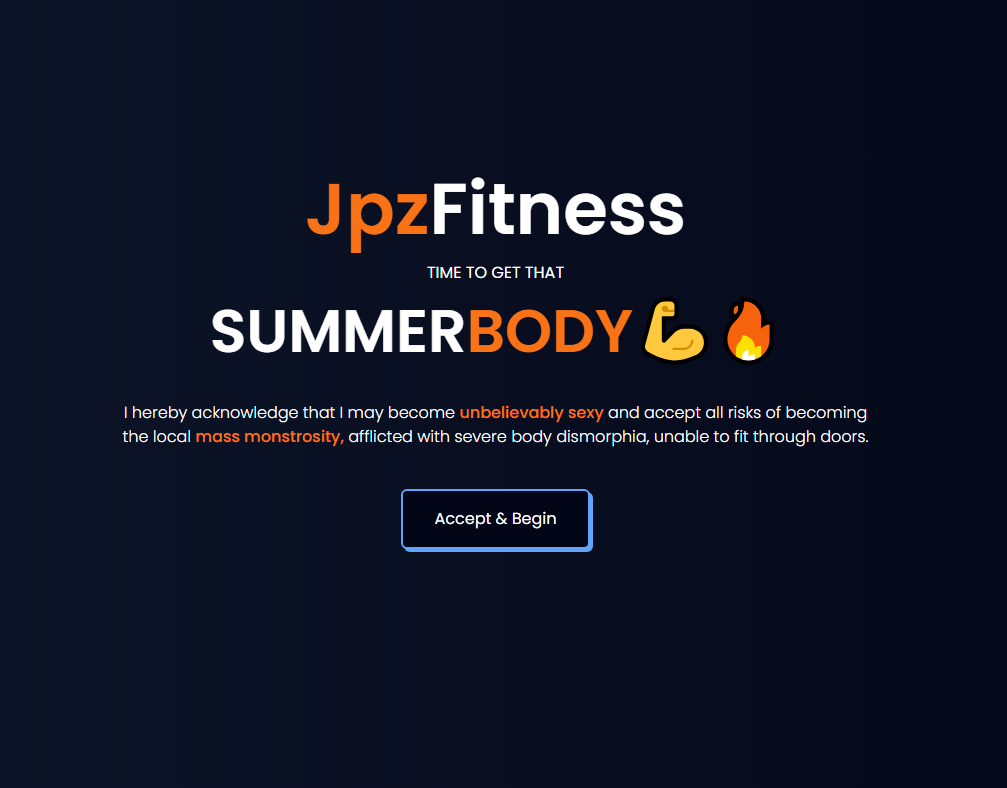 JpzFitness
TIME TO GET THAT
SUMMERBODY💪🔥
I hereby acknowledge that I may become unbelievably sexy and accept all risks of becoming
the local mass monstrosity, afflicted with severe body dismorphia, unable to fit through doors.
Accept & Begin